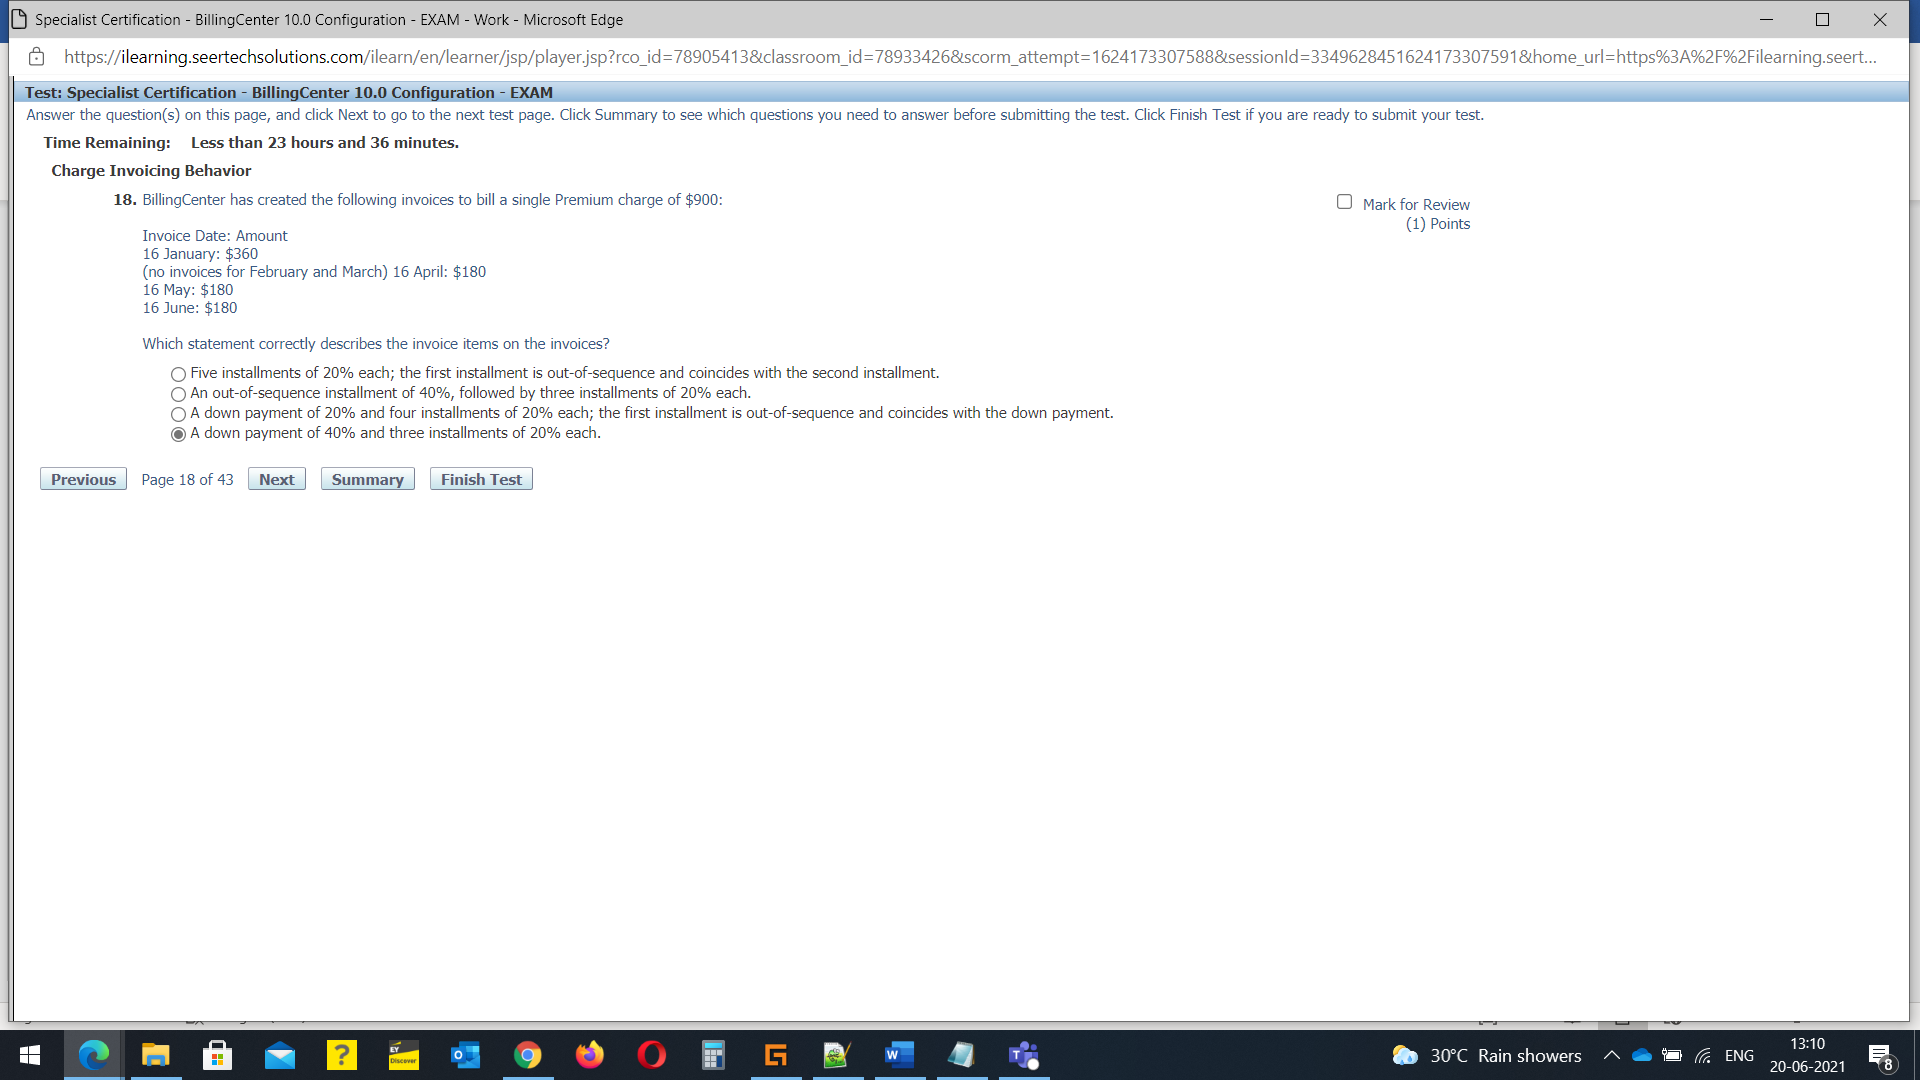 Specialist Certification - BillingCenter 10.0 Configuration - EXAM - Work - Microsoft Edge
https://ilearning.seertechsolutions.com/ilearn/en/learner/jsp/player.jsp?rco_id=78905413&classroom_id=78933426&scorm_attempt=1624173307588&sessionId=3349628451624173307591&home_url=https%3A%2F%2Filearning.seert...
Test: Specialist Certification - BillingCenter 10.0 Configuration - EXAM
Answer the question(s) on this page, and click Next to go to the next test page. Click Summary to see which questions you need to answer before submitting the test. Click Finish Test if you are ready to submit your test.
Time Remaining: Less than 23 hours and 36 minutes.
Charge Invoicing Behavior
18. BillingCenter has created the following invoices to bill a single Premium charge of $900:
Mark for Review
(1) Points
Invoice Date: Amount
16 January: $360
(no invoices for February and March) 16 April: $180
16 May: $180
16 June: $180
Which statement correctly describes the invoice items on the invoices?
Five installments of 20% each; the first installment is out-of-sequence and coincides with the second installment.
An out-of-sequence installment of 40%, followed by three installments of 20% each.
A down payment of 20% and four installments of 20% each; the first installment is out-of-sequence and coincides with the down payment.
A down payment of 40% and three installments of 20% each.
Previous Page 18 of 43 Next Summary Finish Test
EY
Discover
30°C Rain showers
ENG
13:10
20-06-2021
8